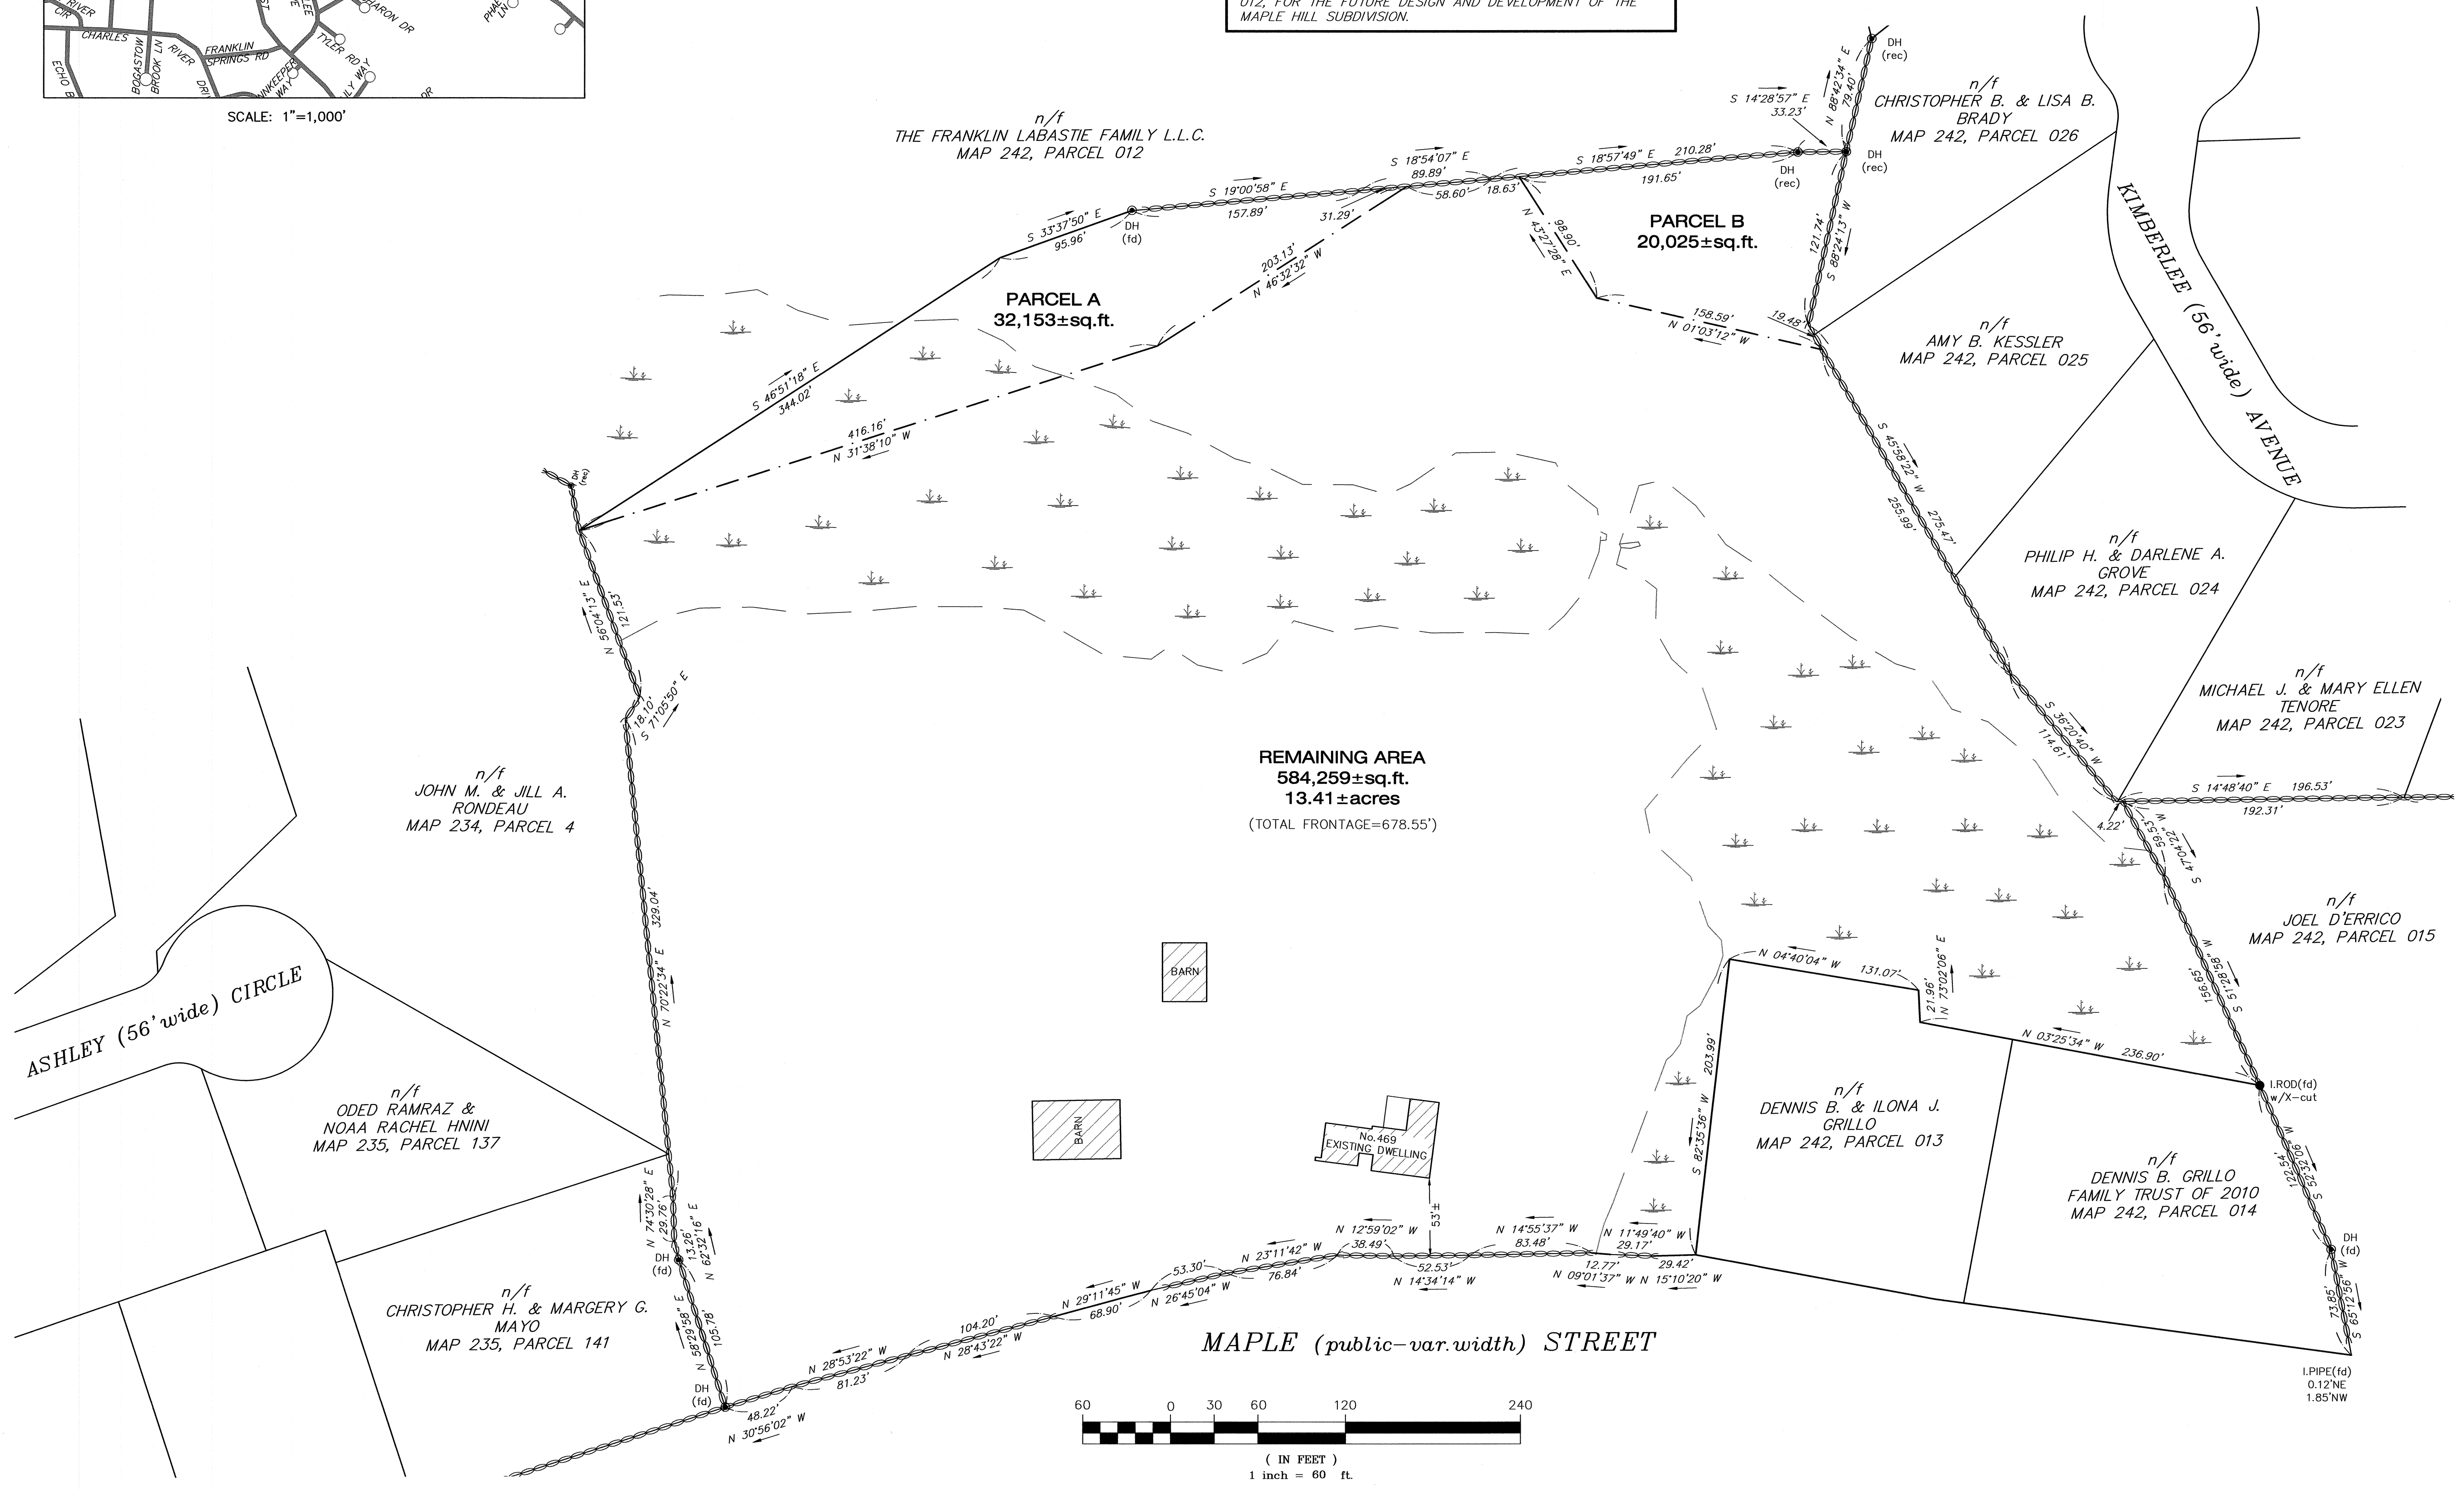 RIVER
CIR
CHARLES
RIVER
ECHO B
BOGASTOW
BROOK LN
FRANKLIN
SPRINGS RD
TYLER RD
HARON DR
LN
WAY
ILY WAY
DR
SCALE: 1"=1,000'
012, FOR THE FUTURE DESIGN AND DEVELOPMENT OF THE
MAPLE HILL SUBDIVISION.
n/f
THE FRANKLIN LABASTIE FAMILY L.L.C.
MAP 242, PARCEL 012
n/f
CHRISTOPHER B. & LISA B.
BRADY
MAP 242, PARCEL 026
DH
(rec)
N 88°42'34" E
79.40'
S 14°28'57" E
33.23'
DH
(rec)
DH
(rec)
S 18°57'49" E 210.28'
191.65'
S 18°54'07" E
89.89'
58.60'
18.63'
S 19°00'58" E
157.89'
31.29'
DH
(fd)
S 33°37'50" E
95.96'
PARCEL B
20,025±sq.ft.
121.74'
S 88°24'13" W
98.90'
N 43°27'28" E
158.59'
N 01°03'12" W
19.48'
PARCEL A
32,153±sq.ft.
203.13'
N 46°32'32" W
S 46°51'18" E
344.02'
416.16'
N 31°38'10" W
KIMBERLEE (56' wide) AVENUE
n/f
AMY B. KESSLER
MAP 242, PARCEL 025
S 45°58'22" W
275.47'
255.99'
n/f
PHILIP H. & DARLENE A.
GROVE
MAP 242, PARCEL 024
n/f
MICHAEL J. & MARY ELLEN
TENORE
MAP 242, PARCEL 023
S 36°20'40" W
114.61'
S 14°48'40" E 196.53'
192.31'
4.22'
59.53'
S 47°04'22" W
n/f
JOEL D'ERRICO
MAP 242, PARCEL 015
DH
(rec)
N 56°04'13" E
121.53'
18.10'
S 71°05'50" E
n/f
JOHN M. & JILL A.
RONDEAU
MAP 234, PARCEL 4
REMAINING AREA
584,259±sq.ft.
13.41±acres
(TOTAL FRONTAGE=678.55')
N 70°22'34" E 329.04'
BARN
BARN
No.469
EXISTING DWELLING
53'±
ASHLEY (56' wide) CIRCLE
n/f
ODED RAMRAZ &
NOAA RACHEL HNINI
MAP 235, PARCEL 137
N 74°30'28" E
(29.76')
13.26'
N 62°32'16" E
DH
(fd)
n/f
CHRISTOPHER H. & MARGERY G.
MAYO
MAP 235, PARCEL 141
N 58°29'58" E
105.78'
DH
(fd)
N 04°40'04" W 131.07'
21.96'
N 73°02'06" E
N 03°25'34" W 236.90'
S 82°35'36" W 203.99'
156.65'
S 51°28'58" W
I.ROD(fd)
w/X-cut
n/f
DENNIS B. & ILONA J.
GRILLO
MAP 242, PARCEL 013
n/f
DENNIS B. GRILLO
FAMILY TRUST OF 2010
MAP 242, PARCEL 014
122.54'
S 52°32'06" W
DH
(fd)
73.85'
S 65°12'56" W
I.PIPE(fd)
0.12'NE
1.85'NW
48.22'
N 30°56'02" W
N 28°53'22" W
81.23'
104.20'
N 28°43'22" W
N 29°11'45" W
68.90'
53.30'
N 26°45'04" W
N 23°11'42" W
76.84'
N 12°59'02" W
38.49'
52.53'
N 14°34'14" W
N 14°55'37" W
83.48'
12.77'
N 09°01'37" W
N 11°49'40" W
29.17'
29.42'
N 15°10'20" W
MAPLE (public-var.width) STREET
60 0 30 60 120 240
( IN FEET )
1 inch = 60 ft.